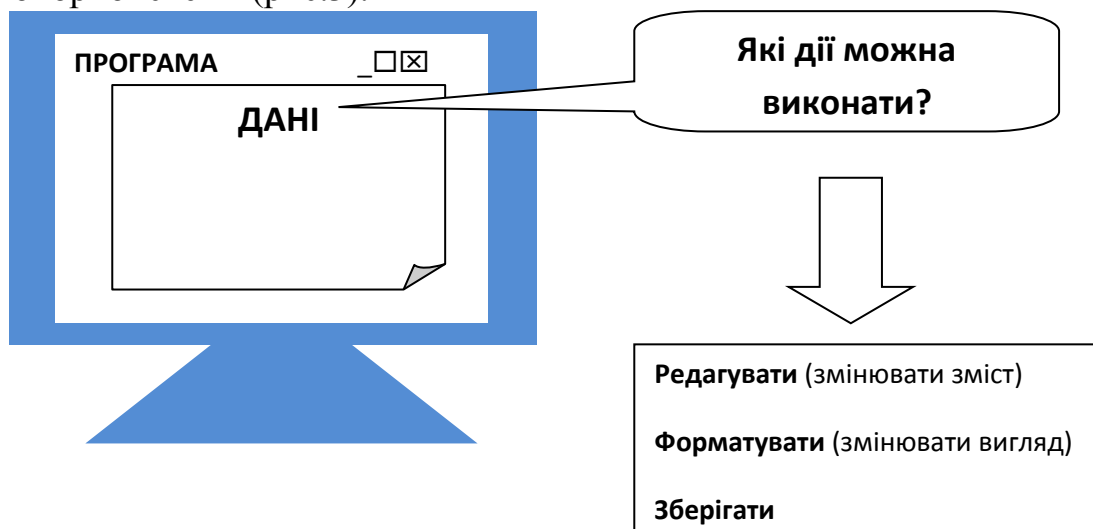 ПРОГРАМА _☐☒
ДАНІ
Які дії можна
виконати?
Редагувати (змінювати зміст)
Форматувати (змінювати вигляд)
Зберігати